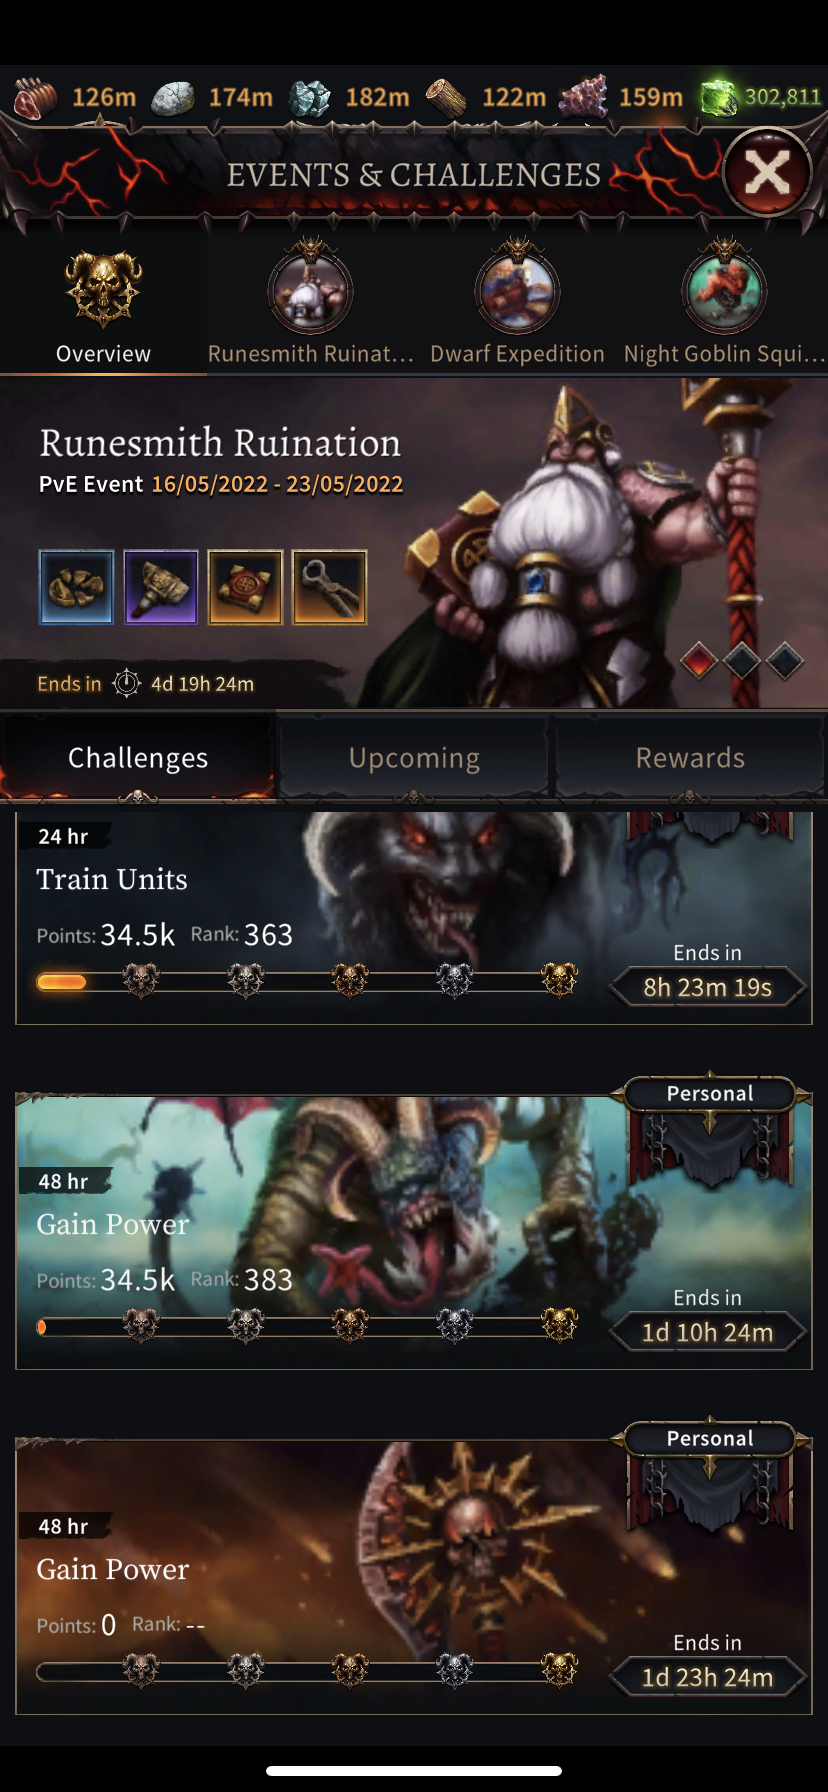 126m 174m 182m 122m 159m 302,811
EVENTS & CHALLENGES
Overview Runesmith Ruinat... Dwarf Expedition Night Goblin Squi...
Runesmith Ruination
PvE Event 16/05/2022 - 23/05/2022
Ends in 4d 19h 24m
Challenges Upcoming Rewards
24 hr
Train Units
Points: 34.5k Rank: 363
Ends in
8h 23m 19s
Personal
48 hr
Gain Power
Points: 34.5k Rank: 383
Ends in
1d 10h 24m
Personal
48 hr
Gain Power
Points: 0 Rank: --
Ends in
1d 23h 24m